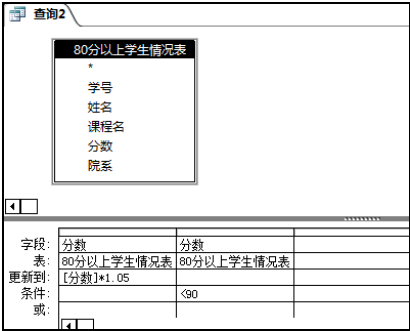 查询2
80分以上学生情况表
*
学号
姓名
课程名
分数
院系
字段: 分数 分数
表: 80分以上学生情况表 80分以上学生情况表
更新到: [分数]*1.05
条件: <90
或: